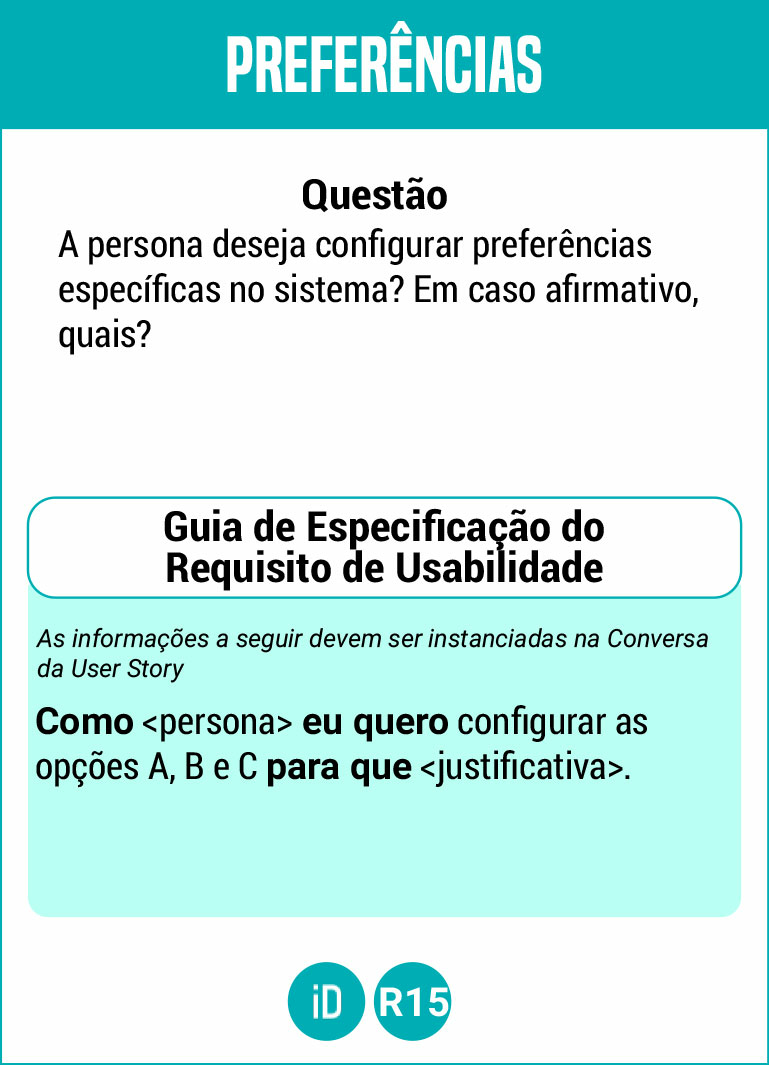 PREFERÊNCIAS
Questão
A persona deseja configurar preferências
específicas no sistema? Em caso afirmativo,
quais?
Guia de Especificação do
Requisito de Usabilidade
As informações a seguir devem ser instanciadas na Conversa
da User Story
Como <persona> eu quero configurar as
opções A, B e C para que <justificativa>.
iD R15